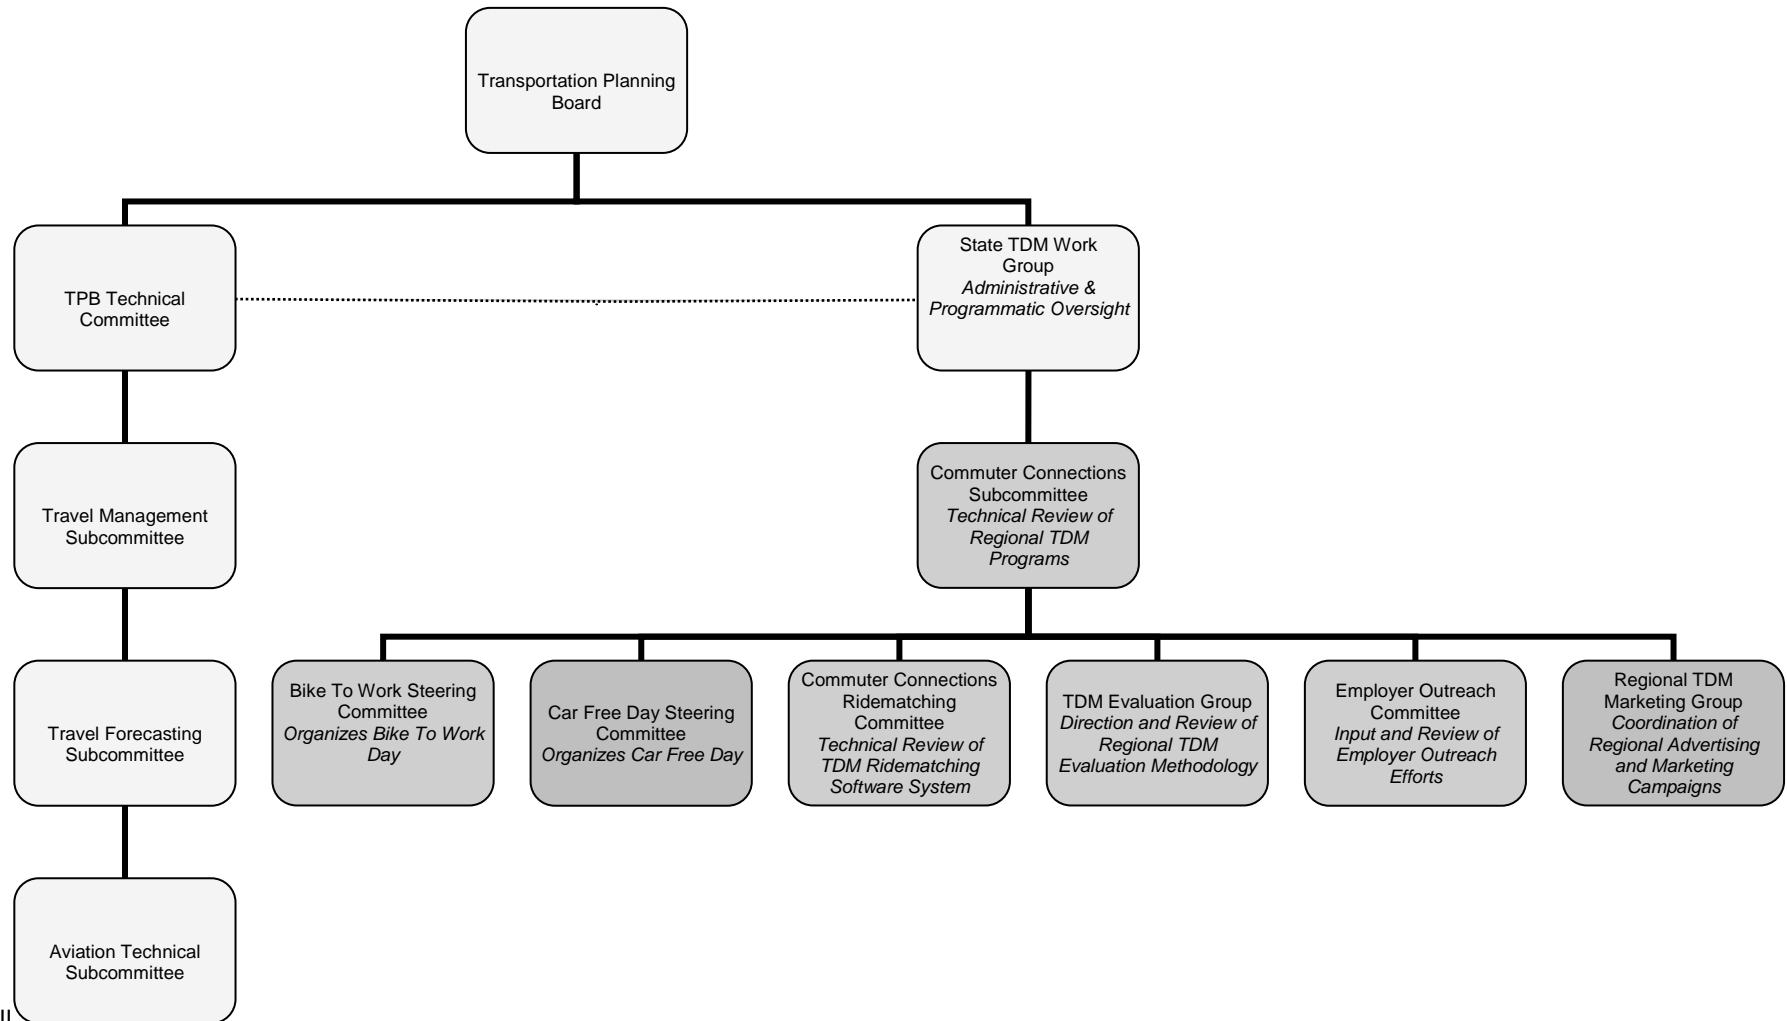 Transportation Planning
Board
TPB Technical
Committee
State TDM Work
Group
Administrative &
Programmatic Oversight
Travel Management
Subcommittee
Commuter Connections
Subcommittee
Technical Review of
Regional TDM
Programs
Travel Forecasting
Subcommittee
Bike To Work Steering
Committee
Organizes Bike To Work
Day
Car Free Day Steering
Committee
Organizes Car Free Day
Commuter Connections
Ridematching
Committee
Technical Review of
TDM Ridematching
Software System
TDM Evaluation Group
Direction and Review of
Regional TDM
Evaluation Methodology
Employer Outreach
Committee
Input and Review of
Employer Outreach
Efforts
Regional TDM
Marketing Group
Coordination of
Regional Advertising
and Marketing
Campaigns
Aviation Technical
Subcommittee